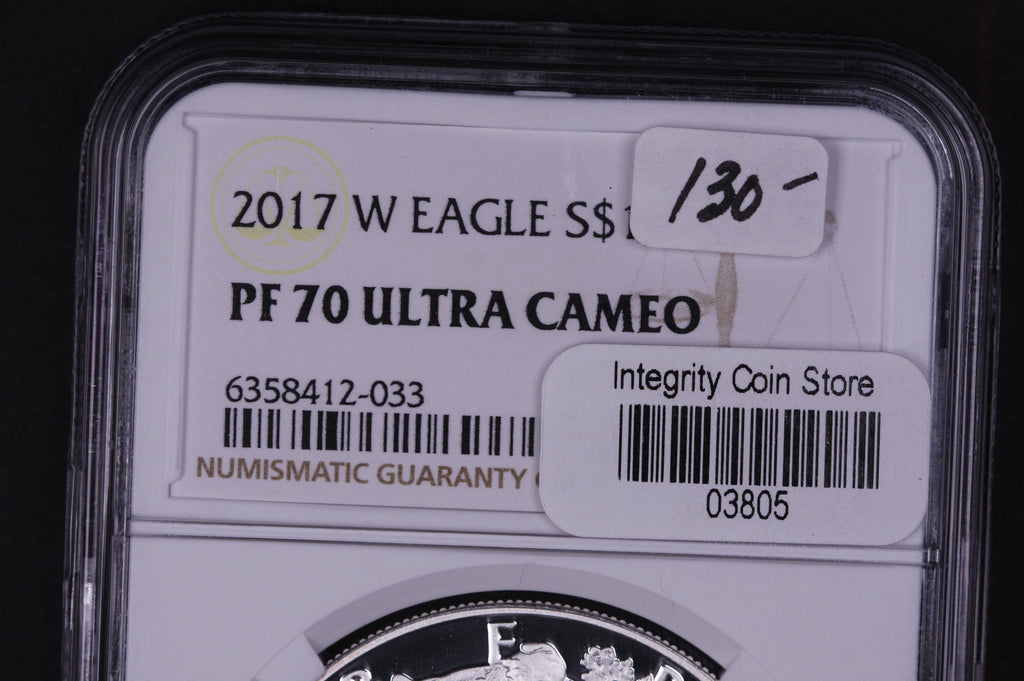 2017 W EAGLE S$1
130-
PF 70 ULTRA CAMEO
6358412-033
NUMISMATIC GUARANTY
Integrity Coin Store
03805
E